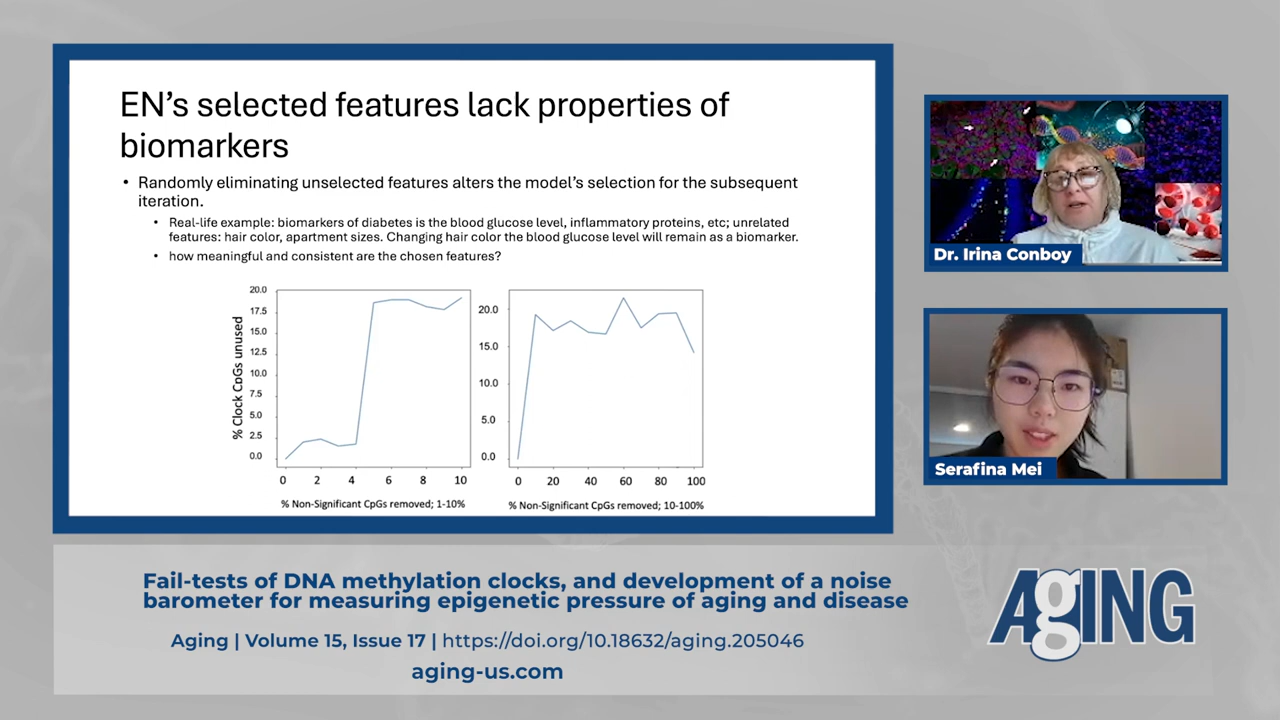 EN's selected features lack properties of
biomarkers
• Randomly eliminating unselected features alters the model's selection for the subsequent
iteration.
• Real-life example: biomarkers of diabetes is the blood glucose level, inflammatory proteins, etc; unrelated
features: hair color, apartment sizes. Changing hair color the blood glucose level will remain as a biomarker.
• how meaningful and consistent are the chosen features?
% Clock CpGs unused
20.0
17.5
15.0
12.5
10.0
7.5
5.0
2.5
0.0
0 2 4 6 8 10
% Non-Significant CpGs removed; 1-10%
20.0
15.0
10.0
5.0
0.0
0 20 40 60 80 100
% Non-Significant CpGs removed; 10-100%
Dr. Irina Conboy
Serafina Mei
Fail-tests of DNA methylation clocks, and development of a noise
barometer for measuring epigenetic pressure of aging and disease
Aging | Volume 15, Issue 17 | https://doi.org/10.18632/aging.205046
aging-us.com
AgING